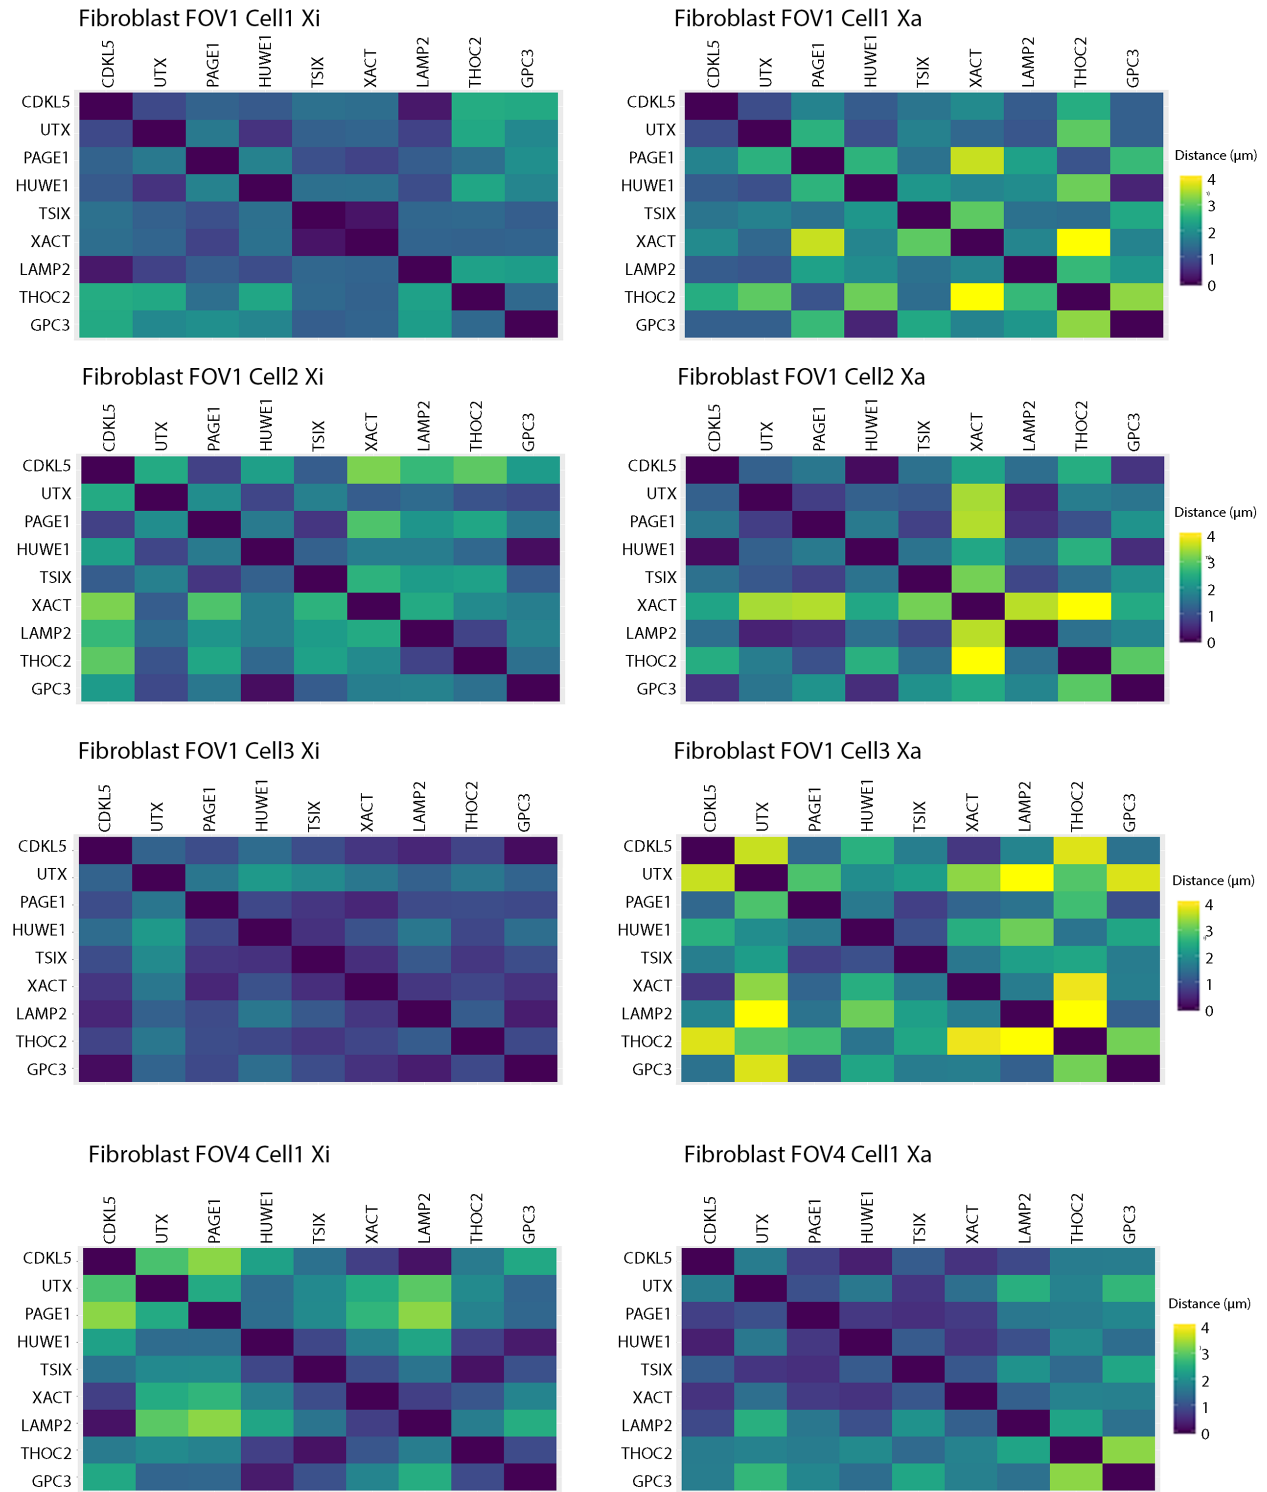 Fibroblast FOV1 Cell1 Xi
CDKL5 UTX PAGE1 HUWE1 TSIX XACT LAMP2 THOC2 GPC3
CDKL5
UTX
PAGE1
HUWE1
TSIX
XACT
LAMP2
THOC2
GPC3
Fibroblast FOV1 Cell1 Xa
CDKL5 UTX PAGE1 HUWE1 TSIX XACT LAMP2 THOC2 GPC3
CDKL5
UTX
PAGE1
HUWE1
TSIX
XACT
LAMP2
THOC2
GPC3
Distance (µm)
4
3
2
1
0
Fibroblast FOV1 Cell2 Xi
CDKL5 UTX PAGE1 HUWE1 TSIX XACT LAMP2 THOC2 GPC3
CDKL5
UTX
PAGE1
HUWE1
TSIX
XACT
LAMP2
THOC2
GPC3
Fibroblast FOV1 Cell2 Xa
CDKL5 UTX PAGE1 HUWE1 TSIX XACT LAMP2 THOC2 GPC3
CDKL5
UTX
PAGE1
HUWE1
TSIX
XACT
LAMP2
THOC2
GPC3
Distance (µm)
4
3
2
1
0
Fibroblast FOV1 Cell3 Xi
CDKL5 UTX PAGE1 HUWE1 TSIX XACT LAMP2 THOC2 GPC3
CDKL5
UTX
PAGE1
HUWE1
TSIX
XACT
LAMP2
THOC2
GPC3
Fibroblast FOV1 Cell3 Xa
CDKL5 UTX PAGE1 HUWE1 TSIX XACT LAMP2 THOC2 GPC3
CDKL5
UTX
PAGE1
HUWE1
TSIX
XACT
LAMP2
THOC2
GPC3
Distance (µm)
4
3
2
1
0
Fibroblast FOV4 Cell1 Xi
CDKL5 UTX PAGE1 HUWE1 TSIX XACT LAMP2 THOC2 GPC3
CDKL5
UTX
PAGE1
HUWE1
TSIX
XACT
LAMP2
THOC2
GPC3
Fibroblast FOV4 Cell1 Xa
CDKL5 UTX PAGE1 HUWE1 TSIX XACT LAMP2 THOC2 GPC3
CDKL5
UTX
PAGE1
HUWE1
TSIX
XACT
LAMP2
THOC2
GPC3
Distance (µm)
4
3
2
1
0